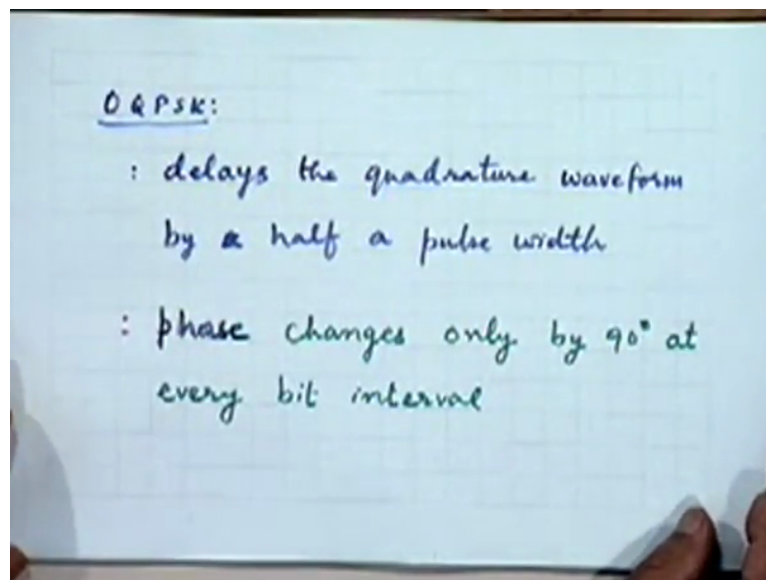 OQPSK:
: delays the quadrature waveform
by a half a pulse width
: phase changes only by 90° at
every bit interval